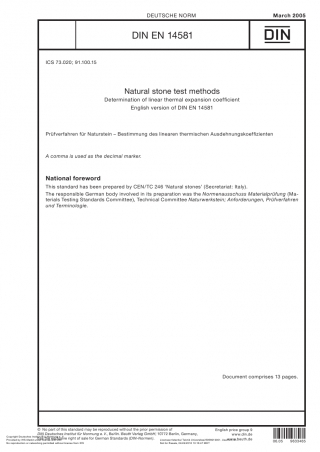 DEUTSCHE NORM
March 2005
DIN EN 14581
DIN
ICS 73.020; 91.100.15
Natural stone test methods
Determination of linear thermal expansion coefficient
English version of DIN EN 14581
Prüfverfahren für Naturstein – Bestimmung des linearen thermischen Ausdehnungskoeffizienten
A comma is used as the decimal marker.
National foreword
This standard has been prepared by CEN/TC 246 'Natural stones' (Secretariat: Italy).
The responsible German body involved in its preparation was the Normenausschuss Materialprüfung (Ma-
terials Testing Standards Committee), Technical Committee Naturwerkstein; Anforderungen, Prüfverfahren
und Terminologie.
Document comprises 13 pages.
© No part of this standard may be reproduced without the prior permission of
DIN Deutsches Institut für Normung e. V., Berlin. Beuth Verlag GmbH, 10772 Berlin, Germany,
right of sale for German Standards (DIN-Normen).
English price group 9
www.din.de
www.beuth.de